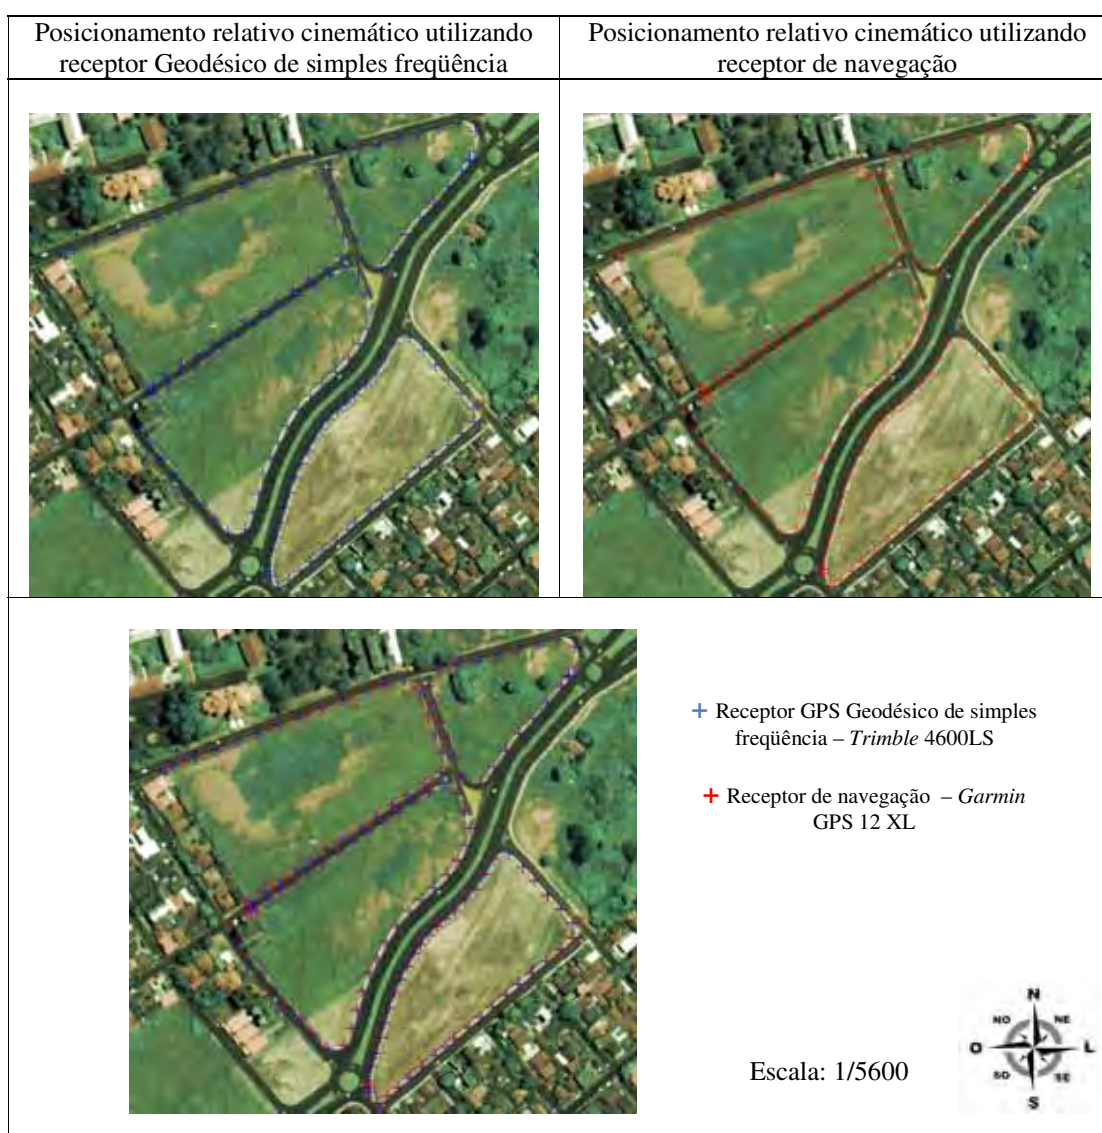 Posicionamento relativo cinemático utilizando
receptor Geodésico de simples freqüência
Posicionamento relativo cinemático utilizando
receptor de navegação
+ Receptor GPS Geodésico de simples
freqüência – Trimble 4600LS
+ Receptor de navegação – Garmin
GPS 12 XL
Escala: 1/5600
N
NO NE
O L
SO SE
S